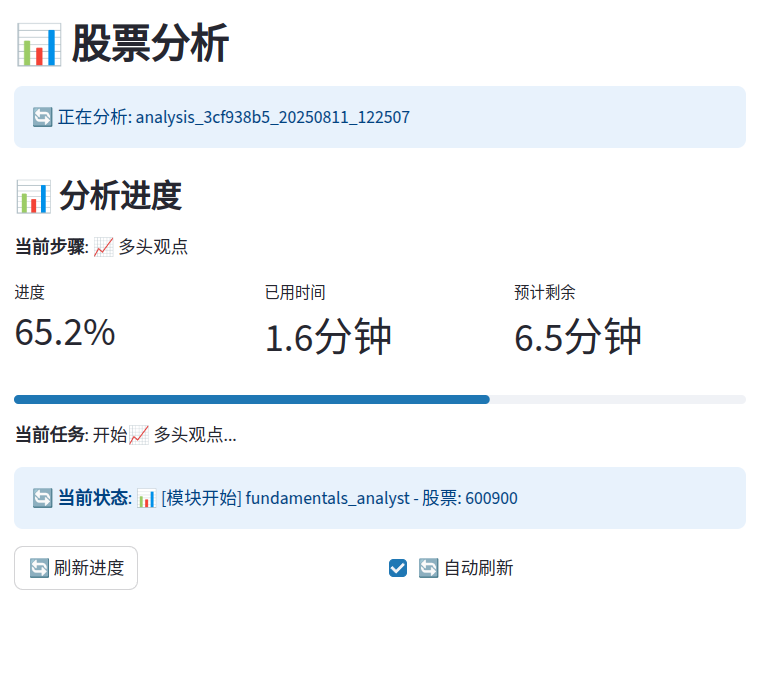 📊 股票分析
🔄 正在分析: analysis_3cf938b5_20250811_122507
📊 分析进度
当前步骤: 📈 多头观点
进度
已用时间
预计剩余
65.2%
1.6分钟
6.5分钟
当前任务: 开始📈 多头观点...
🔄 当前状态: 📊 [模块开始] fundamentals_analyst - 股票: 600900
🔄 刷新进度
🔄 自动刷新